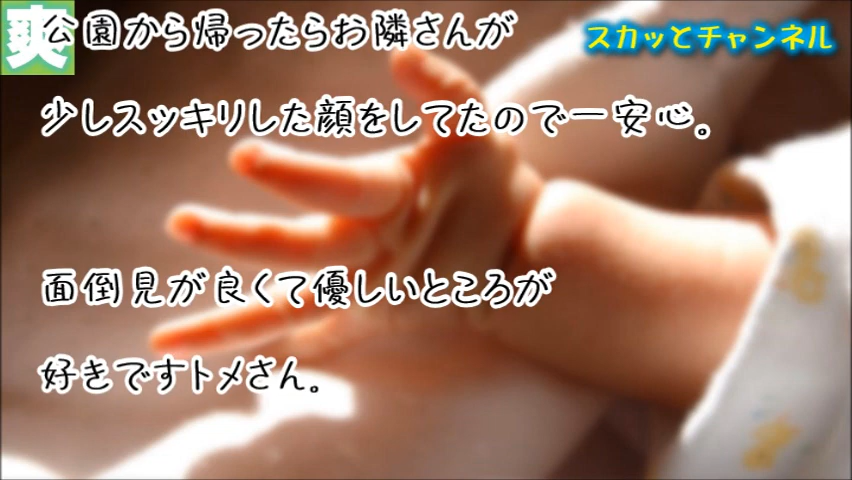 爽
スカッとチャンネル
公園から帰ったらお隣さんが
少しスッキリした顔をしてたので一安心。
面倒見が良くて優しいところが
好きですトメさん。